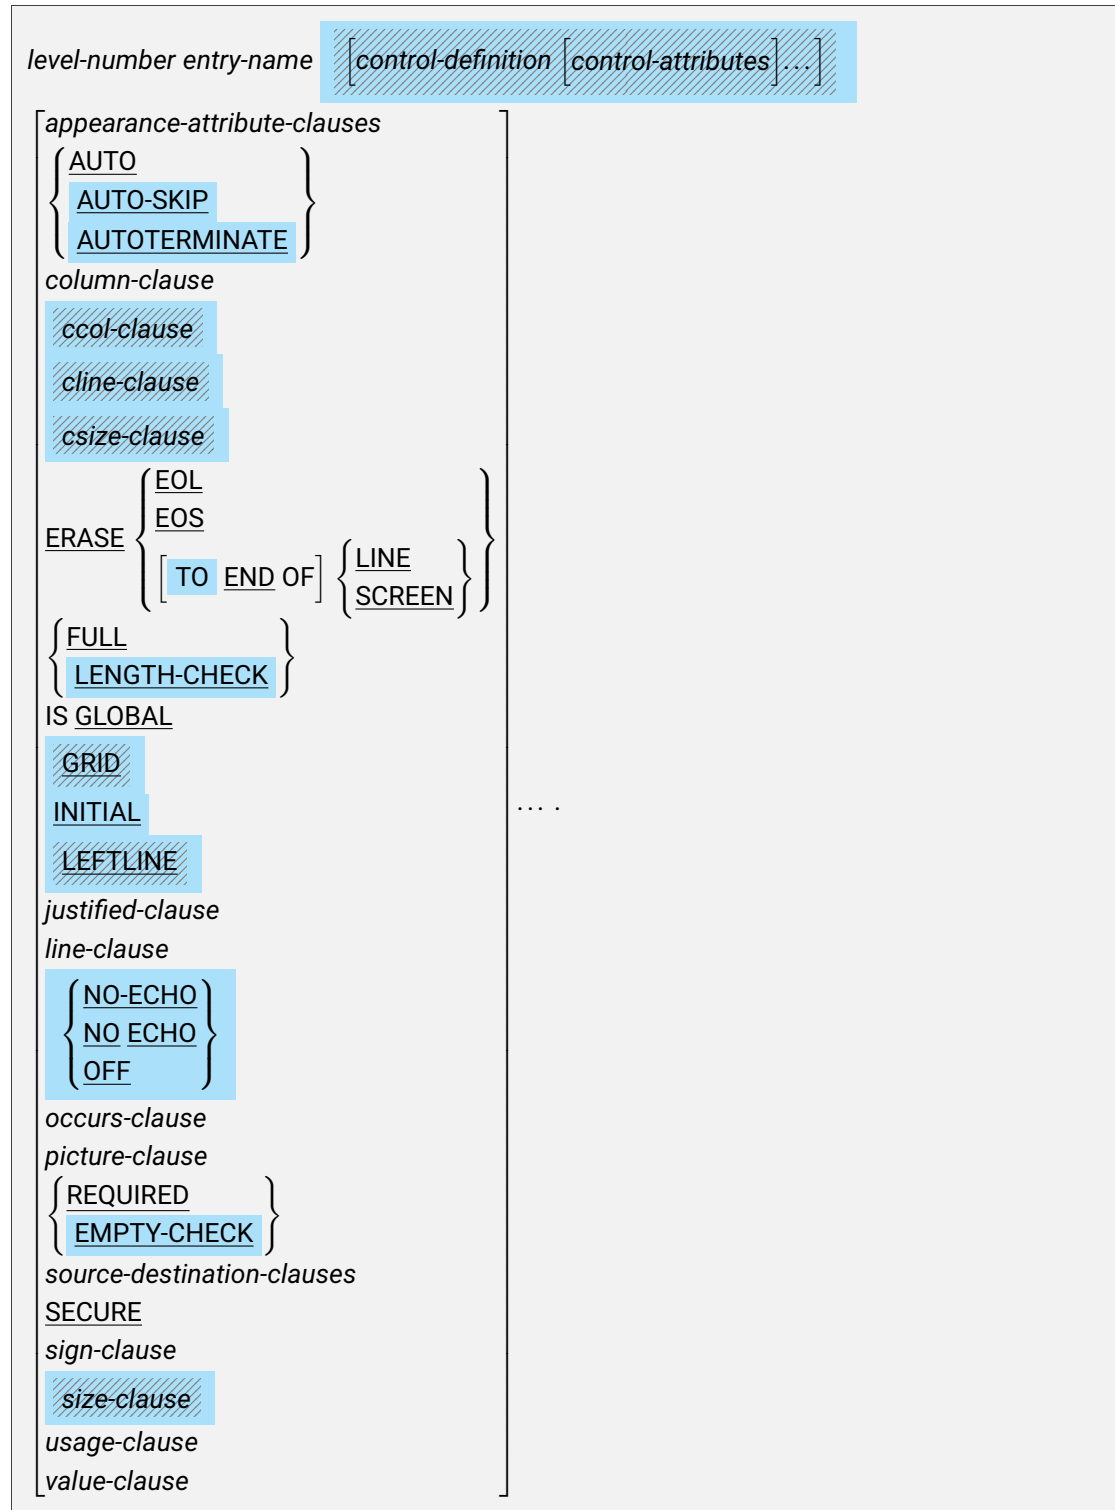 level-number entry-name [control-definition [control-attributes]...]
appearance-attribute-clauses
AUTO
AUTO-SKIP
AUTOTERMINATE
column-clause
ccol-clause
cline-clause
csize-clause
EOL
EOS
ERASE
[TO END OF]
LINE
SCREEN
FULL
LENGTH-CHECK
IS GLOBAL
GRID
INITIAL
... .
LEFTLINE
justified-clause
line-clause
NO-ECHO
NO ECHO
OFF
occurs-clause
picture-clause
REQUIRED
EMPTY-CHECK
source-destination-clauses
SECURE
sign-clause
size-clause
usage-clause
value-clause